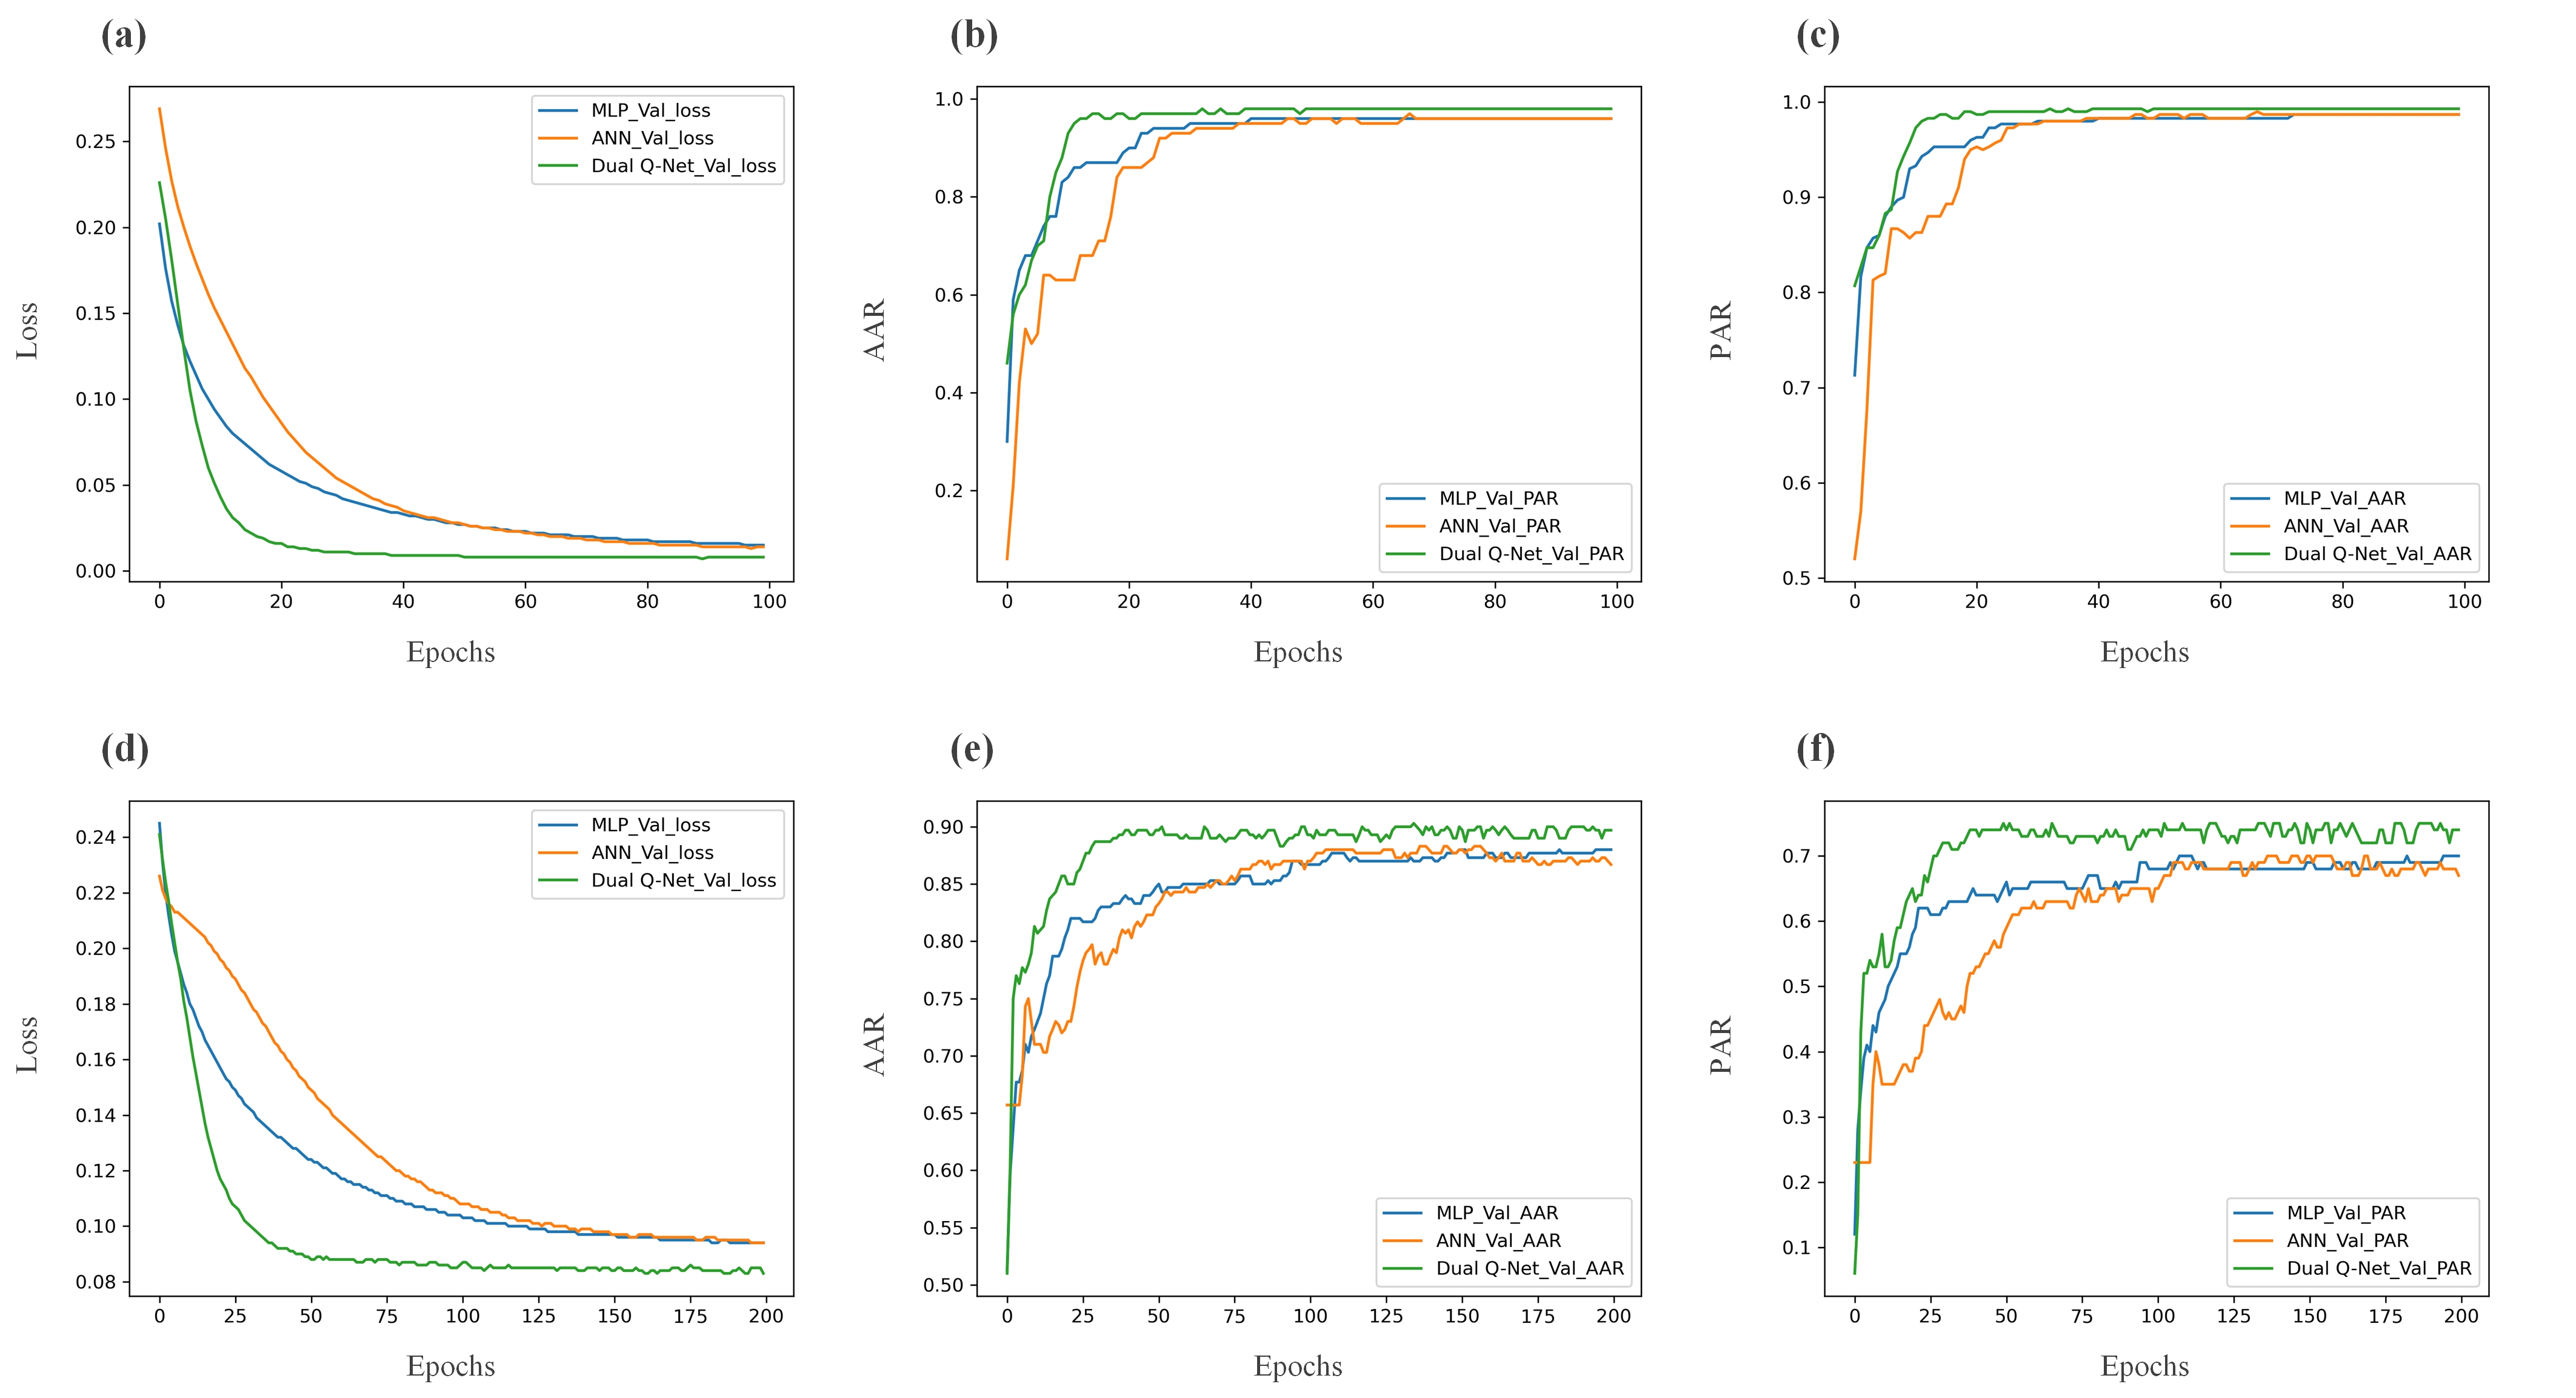 (a)
0.25
0.20
0.15
0.10
0.05
0.00
Loss
MLP_Val_loss
ANN_Val_loss
Dual Q-Net_Val_loss
0 20 40 60 80 100
Epochs
(b)
1.0
0.8
0.6
0.4
0.2
AAR
MLP_Val_PAR
ANN_Val_PAR
Dual Q-Net_Val_PAR
0 20 40 60 80 100
Epochs
(c)
1.0
0.9
0.8
0.7
0.6
0.5
PAR
MLP_Val_AAR
ANN_Val_AAR
Dual Q-Net_Val_AAR
0 20 40 60 80 100
Epochs
(d)
0.24
0.22
0.20
0.18
0.16
0.14
0.12
0.10
0.08
Loss
MLP_Val_loss
ANN_Val_loss
Dual Q-Net_Val_loss
0 25 50 75 100 125 150 175 200
Epochs
(e)
0.90
0.85
0.80
0.75
0.70
0.65
0.60
0.55
0.50
AAR
MLP_Val_AAR
ANN_Val_AAR
Dual Q-Net_Val_AAR
0 25 50 75 100 125 150 175 200
Epochs
(f)
0.7
0.6
0.5
0.4
0.3
0.2
0.1
PAR
MLP_Val_PAR
ANN_Val_PAR
Dual Q-Net_Val_PAR
0 25 50 75 100 125 150 175 200
Epochs